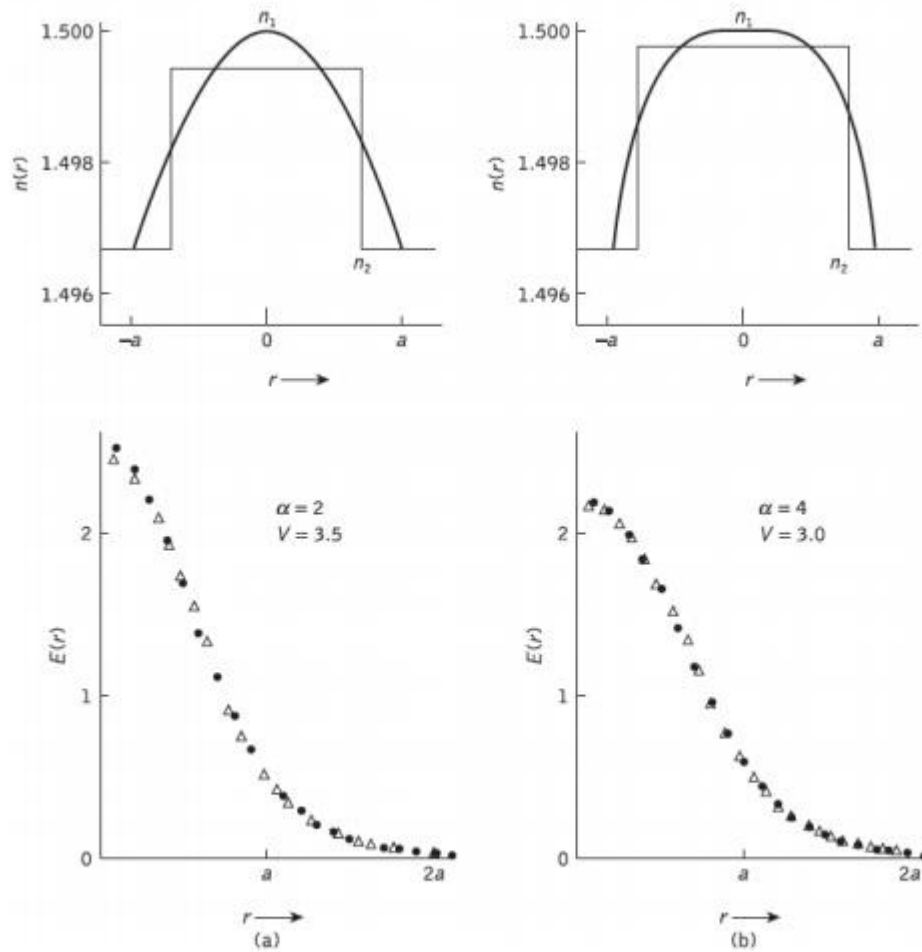 1.500
1.498
1.496
n(r)
n₁
n₂
−a
0
a
r
1.500
1.498
1.496
n(r)
n₁
n₂
−a
0
a
r
2
1
0
E(r)
α = 2
V = 3.5
a
2a
r
(a)
2
1
0
E(r)
α = 4
V = 3.0
a
2a
r
(b)